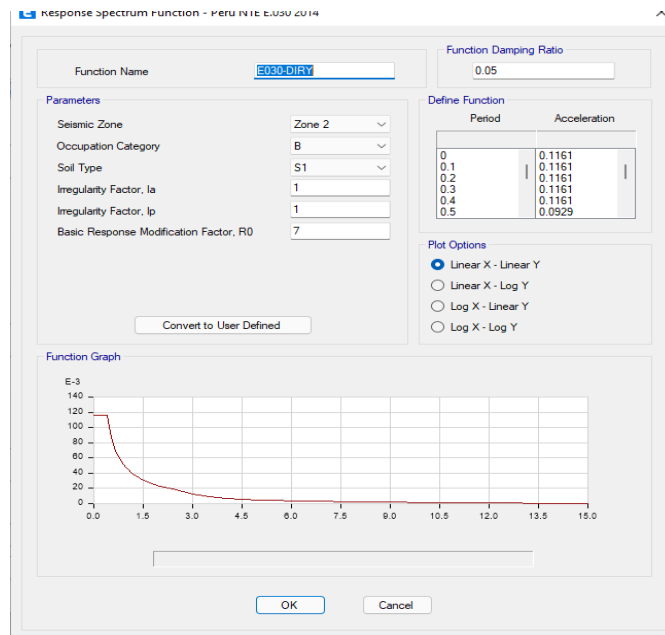 Response Spectrum Function - Peru NTE E.030 2014
Function Name
E030-DIRY
Function Damping Ratio
0.05
Parameters
Seismic Zone
Zone 2
Occupation Category
B
Soil Type
S1
Irregularity Factor, Ia
1
Irregularity Factor, Ip
1
Basic Response Modification Factor, R0
7
Convert to User Defined
Define Function
Period Acceleration
0 0.1161
0.1 0.1161
0.2 0.1161
0.3 0.1161
0.4 0.1161
0.5 0.0929
Plot Options
Linear X - Linear Y
Linear X - Log Y
Log X - Linear Y
Log X - Log Y
Function Graph
E-3
140
120
100
80
60
40
20
0
0.0 1.5 3.0 4.5 6.0 7.5 9.0 10.5 12.0 13.5 15.0
OK
Cancel